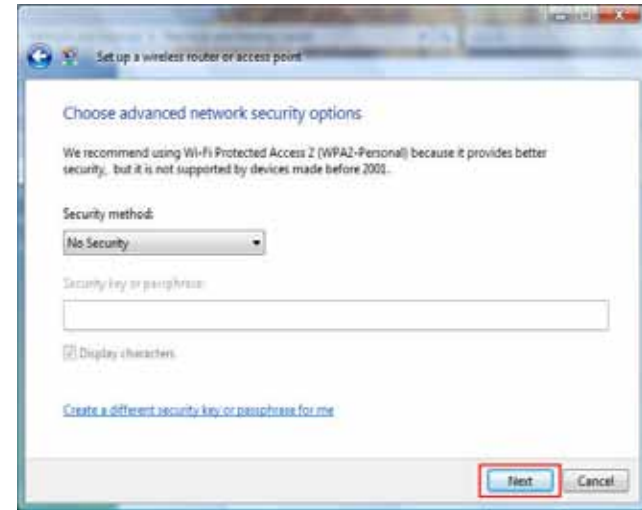 Set up a wireless router or access point
Choose advanced network security options
We recommend using Wi-Fi Protected Access 2 (WPA2-Personal) because it provides better
security, but it is not supported by devices made before 2001.
Security method:
No Security
Security key or passphrase:
Display characters
Create a different security key or passphrase for me
Next Cancel